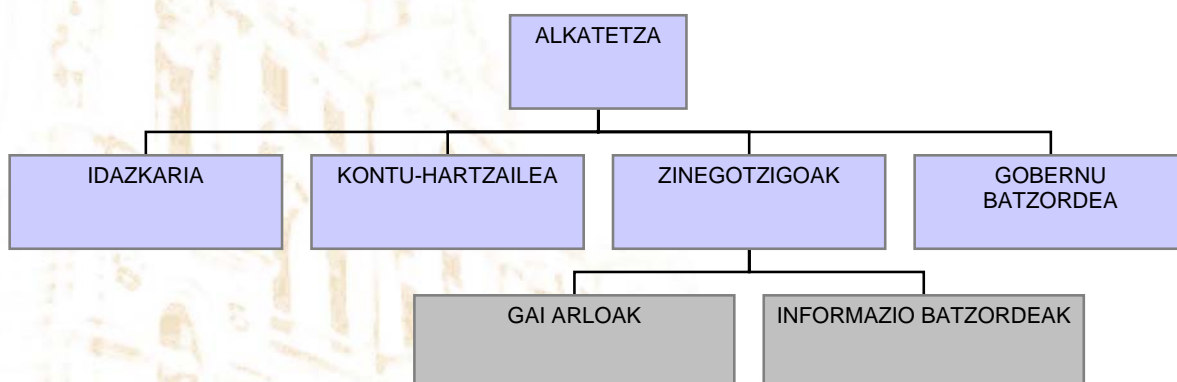 ALKATETZA
IDAZKARIA
KONTU-HARTZAILEA
ZINEGOTZIGOAK
GOBERNU
BATZORDEA
GAI ARLOAK
INFORMAZIO BATZORDEAK